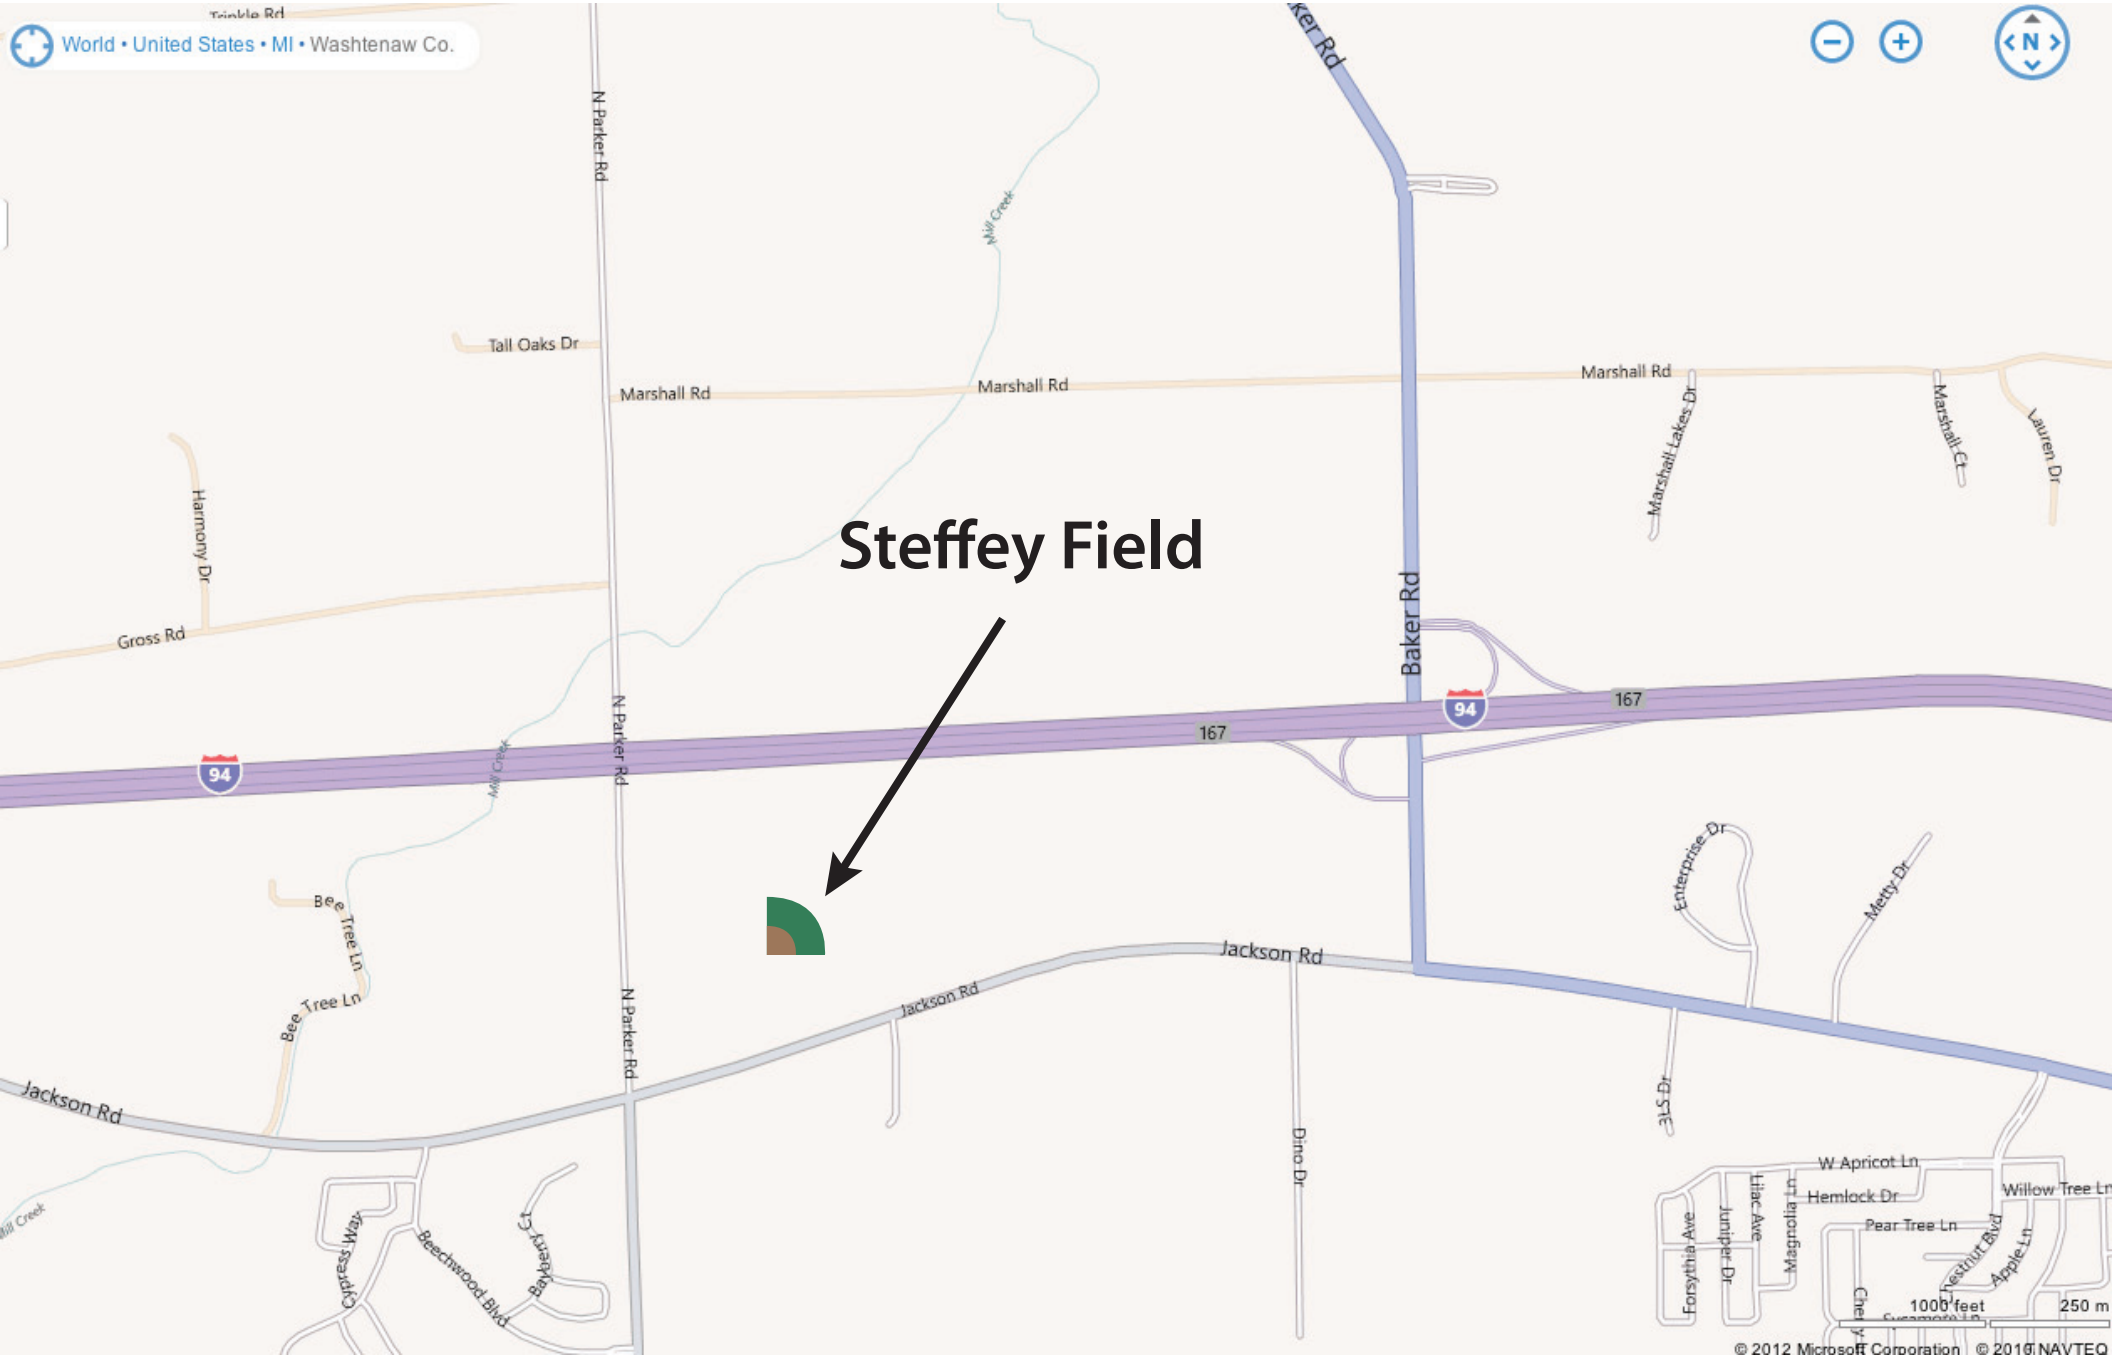 Trinkle Rd
World • United States • MI • Washtenaw Co.
ker Rd
N
N Parker Rd
Mill Creek
Tall Oaks Dr
Marshall Rd
Marshall Rd
Marshall Rd
Marshall Lakes Dr
Marshall Ct
Lauren Dr
Harmony Dr
Steffey Field
Baker Rd
Gross Rd
N Parker Rd
94
167
167
94
Mill Creek
Enterprise Dr
Metty Dr
Bee Tree Ln
Bee Tree Ln
Jackson Rd
Jackson Rd
N Parker Rd
Jackson Rd
3LS Dr
Dino Dr
W Apricot Ln
Hemlock Dr
Willow Tree Ln
Lilac Ave
Magnolia Ln
Juniper Dr
Forsythia Ave
Pear Tree Ln
Chestnut Blvd
Apple Ln
Mill Creek
Cypress Way
Beechwood Blvd
Bayberry Ct
Cherry
Sycamore Ln
1000 feet
250 m
© 2012 Microsoft Corporation
© 2010 NAVTEQ